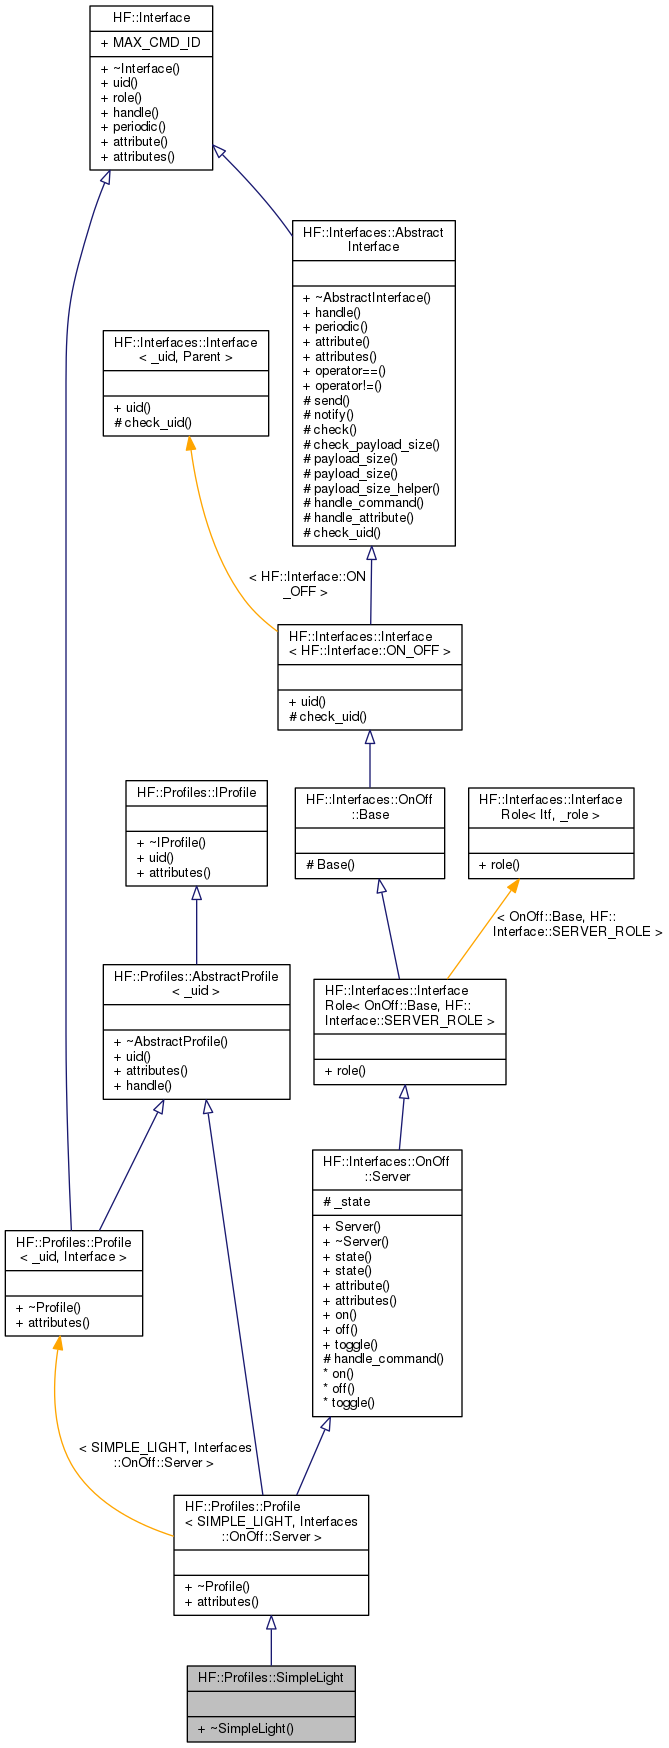 HF::Interface
+ MAX_CMD_ID
+ ~Interface()
+ uid()
+ role()
+ handle()
+ periodic()
+ attribute()
+ attributes()
HF::Interfaces::Abstract
Interface
+ ~AbstractInterface()
+ handle()
+ periodic()
+ attribute()
+ attributes()
+ operator==()
+ operator!=()
# send()
# notify()
# check()
# check_payload_size()
# payload_size()
# payload_size()
# payload_size_helper()
# handle_command()
# handle_attribute()
# check_uid()
HF::Interfaces::Interface
< _uid, Parent >
+ uid()
# check_uid()
< HF::Interface::ON
_OFF >
HF::Interfaces::Interface
< HF::Interface::ON_OFF >
+ uid()
# check_uid()
HF::Profiles::IProfile
+ ~IProfile()
+ uid()
+ attributes()
HF::Interfaces::OnOff
::Base
# Base()
HF::Interfaces::Interface
Role< Itf, _role >
+ role()
< OnOff::Base, HF::
Interface::SERVER_ROLE >
HF::Profiles::AbstractProfile
< _uid >
+ ~AbstractProfile()
+ uid()
+ attributes()
+ handle()
HF::Interfaces::Interface
Role< OnOff::Base, HF::
Interface::SERVER_ROLE >
+ role()
HF::Interfaces::OnOff
::Server
# _state
+ Server()
+ ~Server()
+ state()
+ state()
+ attribute()
+ attributes()
+ on()
+ off()
+ toggle()
# handle_command()
* on()
* off()
* toggle()
HF::Profiles::Profile
< _uid, Interface >
+ ~Profile()
+ attributes()
< SIMPLE_LIGHT, Interfaces
::OnOff::Server >
HF::Profiles::Profile
< SIMPLE_LIGHT, Interfaces
::OnOff::Server >
+ ~Profile()
+ attributes()
HF::Profiles::SimpleLight
+ ~SimpleLight()